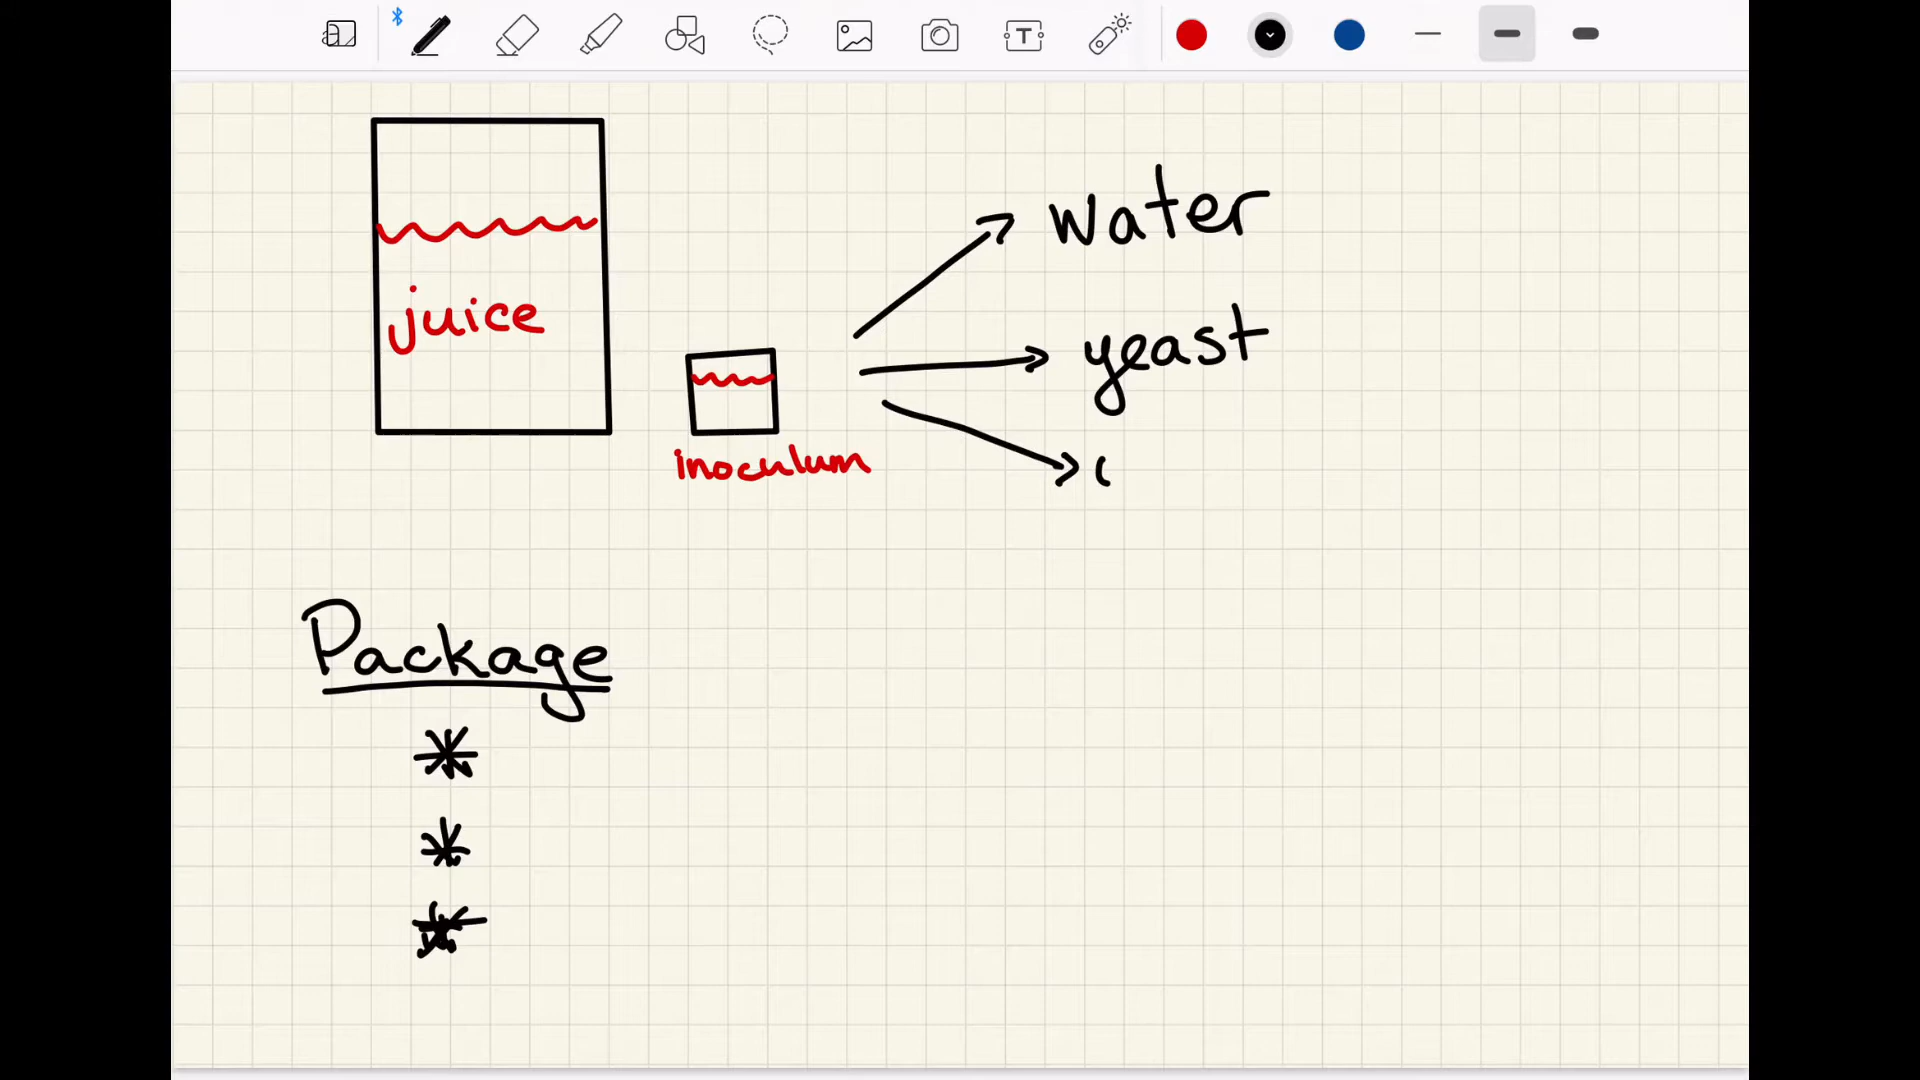 water
juice
yeast
inoculum
Package
*
*
*